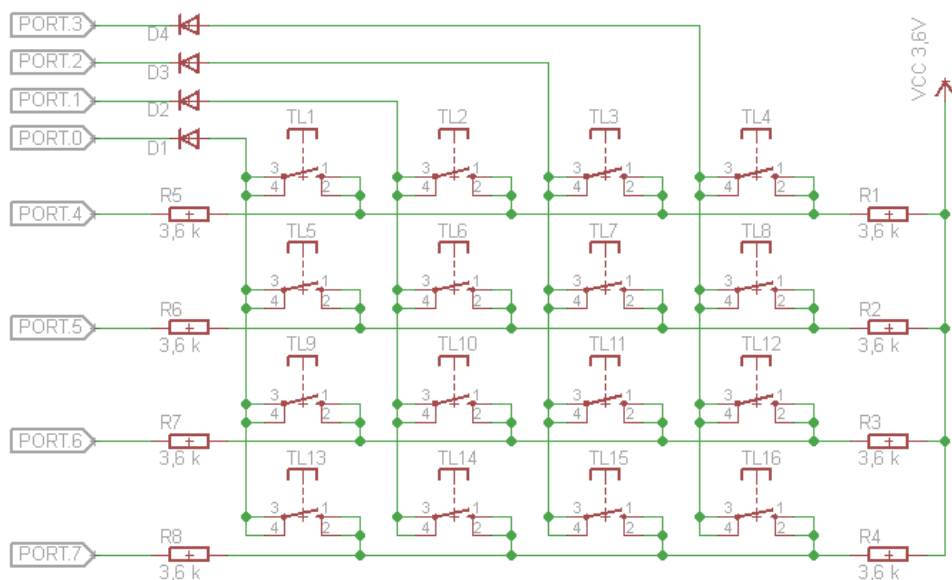 PORT.3
D4
PORT.2
D3
PORT.1
D2
PORT.0
D1
VCC 3,6V
TL1 TL2 TL3 TL4
3 1 3 1 3 1 3 1
4 2 4 2 4 2 4 2
PORT.4 R5 R1
3,6 k 3,6 k
TL5 TL6 TL7 TL8
3 1 3 1 3 1 3 1
4 2 4 2 4 2 4 2
PORT.5 R6 R2
3,6 k 3,6 k
TL9 TL10 TL11 TL12
3 1 3 1 3 1 3 1
4 2 4 2 4 2 4 2
PORT.6 R7 R3
3,6 k 3,6 k
TL13 TL14 TL15 TL16
3 1 3 1 3 1 3 1
4 2 4 2 4 2 4 2
PORT.7 R8 R4
3,6 k 3,6 k